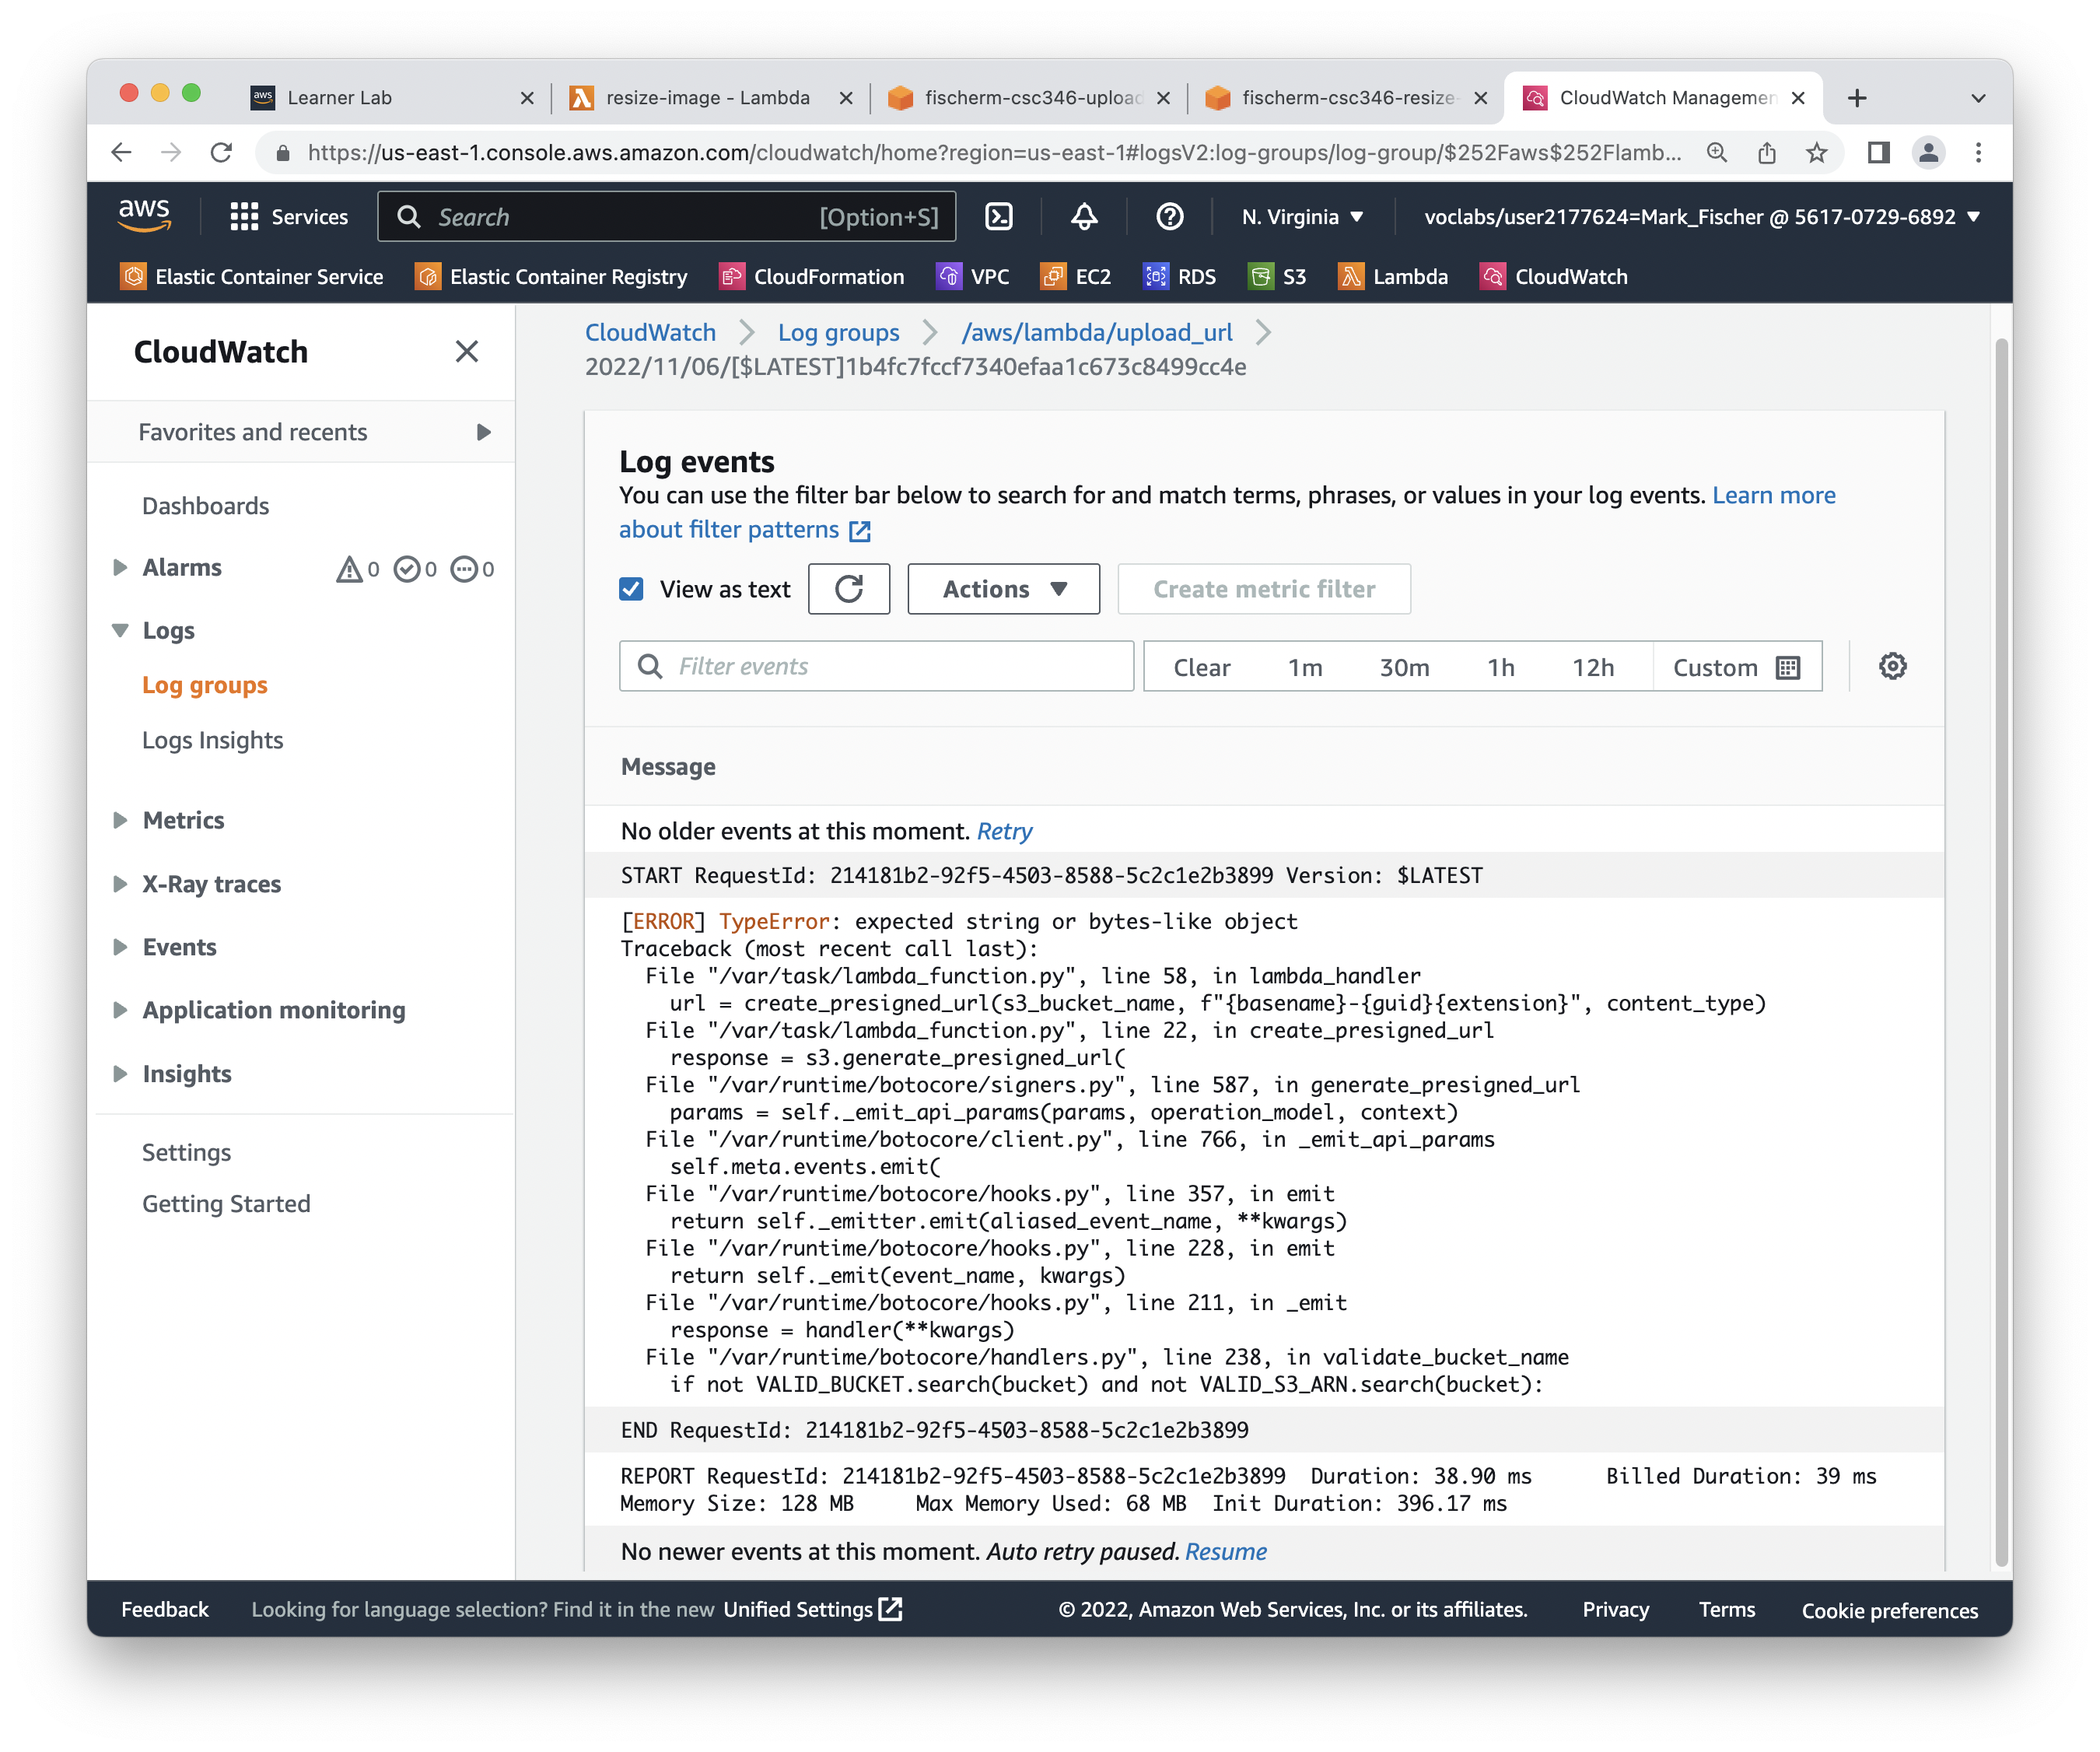 aws Learner Lab
resize-image - Lambda
fischerm-csc346-upload
fischerm-csc346-resize-
CloudWatch Managemen
https://us-east-1.console.aws.amazon.com/cloudwatch/home?region=us-east-1#logsV2:log-groups/log-group/$252Faws$252Flamb...
aws
Services
Search
[Option+S]
N. Virginia
voclabs/user2177624=Mark_Fischer @ 5617-0729-6892
Elastic Container Service
Elastic Container Registry
CloudFormation
VPC
EC2
RDS
S3
Lambda
CloudWatch
CloudWatch
Favorites and recents
Dashboards
Alarms
0
0
0
Logs
Log groups
Logs Insights
Metrics
X-Ray traces
Events
Application monitoring
Insights
Settings
Getting Started
CloudWatch
Log groups
/aws/lambda/upload_url
2022/11/06/[$LATEST]1b4fc7fccf7340efaa1c673c8499cc4e
Log events
You can use the filter bar below to search for and match terms, phrases, or values in your log events. Learn more
about filter patterns
View as text
Actions
Create metric filter
Filter events
Clear
1m
30m
1h
12h
Custom
Message
No older events at this moment. Retry
START RequestId: 214181b2-92f5-4503-8588-5c2c1e2b3899 Version: $LATEST
[ERROR] TypeError: expected string or bytes-like object
Traceback (most recent call last):
File "/var/task/lambda_function.py", line 58, in lambda_handler
url = create_presigned_url(s3_bucket_name, f"{basename}-{guid}{extension}", content_type)
File "/var/task/lambda_function.py", line 22, in create_presigned_url
response = s3.generate_presigned_url(
File "/var/runtime/botocore/signers.py", line 587, in generate_presigned_url
params = self._emit_api_params(params, operation_model, context)
File "/var/runtime/botocore/client.py", line 766, in _emit_api_params
self.meta.events.emit(
File "/var/runtime/botocore/hooks.py", line 357, in emit
return self._emitter.emit(aliased_event_name, **kwargs)
File "/var/runtime/botocore/hooks.py", line 228, in emit
return self._emit(event_name, kwargs)
File "/var/runtime/botocore/hooks.py", line 211, in _emit
response = handler(**kwargs)
File "/var/runtime/botocore/handlers.py", line 238, in validate_bucket_name
if not VALID_BUCKET.search(bucket) and not VALID_S3_ARN.search(bucket):
END RequestId: 214181b2-92f5-4503-8588-5c2c1e2b3899
REPORT RequestId: 214181b2-92f5-4503-8588-5c2c1e2b3899 Duration: 38.90 ms Billed Duration: 39 ms
Memory Size: 128 MB Max Memory Used: 68 MB Init Duration: 396.17 ms
No newer events at this moment. Auto retry paused. Resume
Feedback
Looking for language selection? Find it in the new Unified Settings
© 2022, Amazon Web Services, Inc. or its affiliates.
Privacy
Terms
Cookie preferences